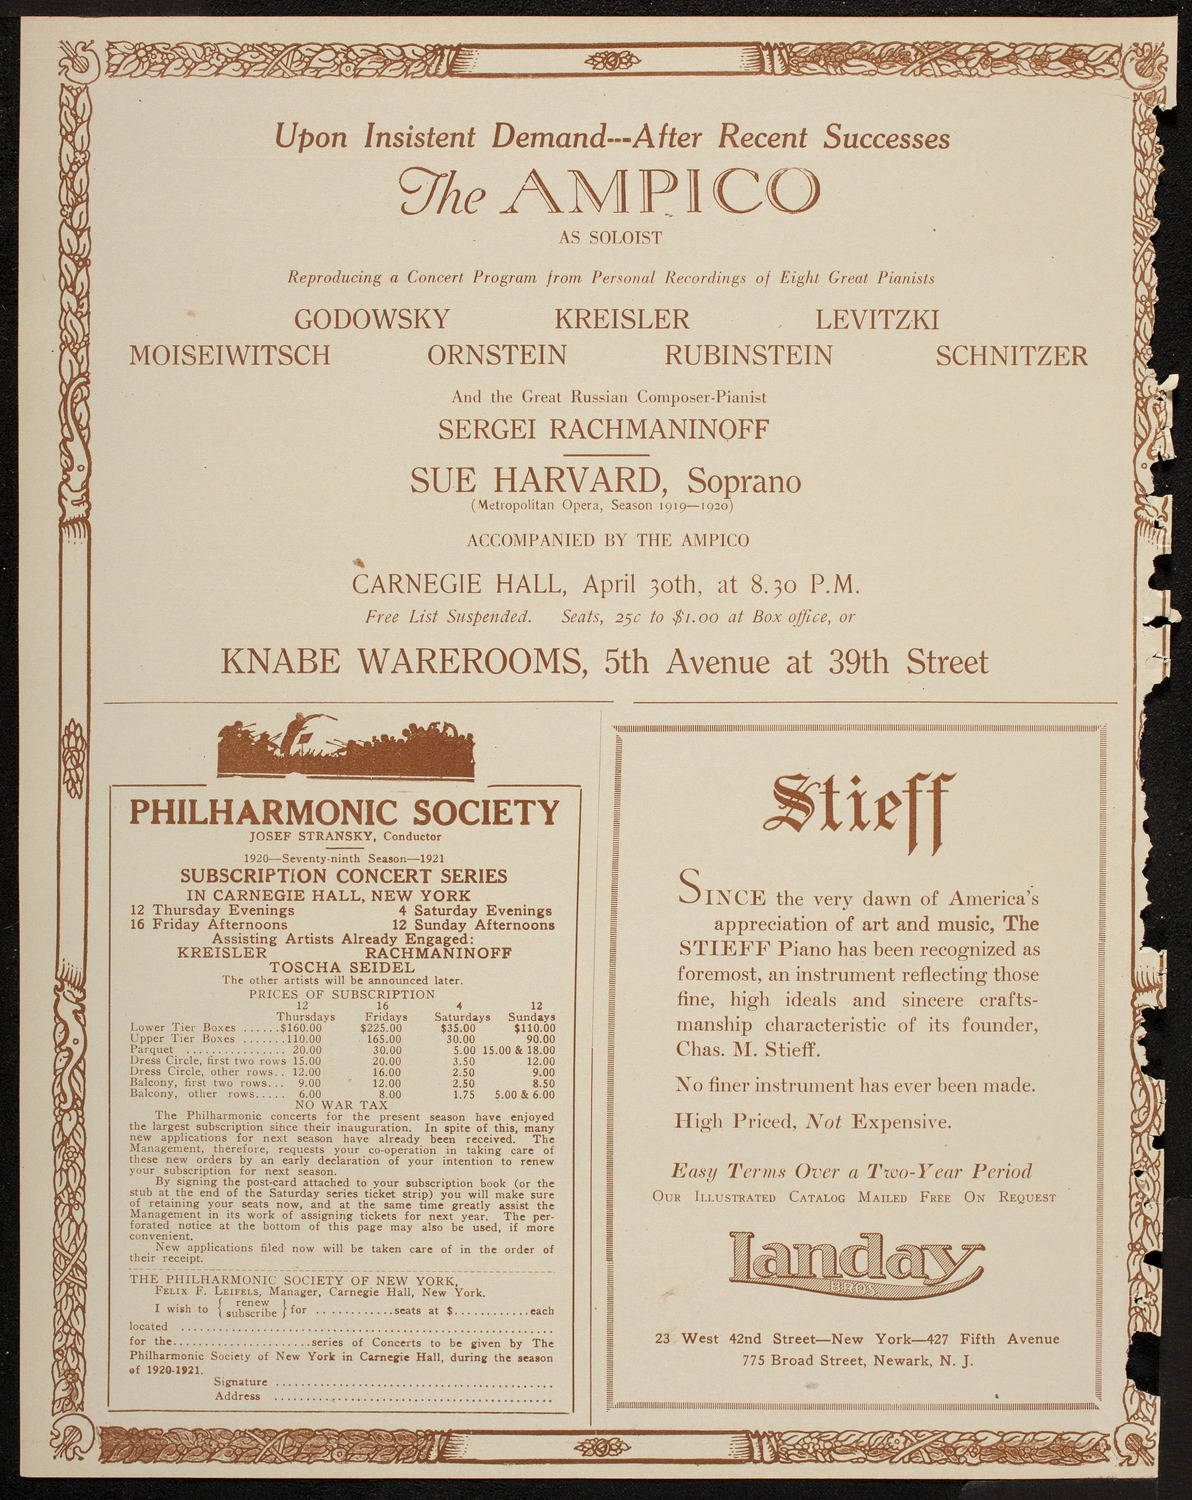 Upon Insistent Demand---After Recent Successes
The AMPICO
AS SOLOIST
Reproducing a Concert Program from Personal Recordings of Eight Great Pianists
GODOWSKY KREISLER LEVITZKI
MOISEIWITSCH ORNSTEIN RUBINSTEIN SCHNITZER
And the Great Russian Composer-Pianist
SERGEI RACHMANINOFF
SUE HARVARD, Soprano
(Metropolitan Opera, Season 1919—1920)
ACCOMPANIED BY THE AMPICO
CARNEGIE HALL, April 30th, at 8.30 P.M.
Free List Suspended. Seats, 25c to $1.00 at Box office, or
KNABE WAREROOMS, 5th Avenue at 39th Street
PHILHARMONIC SOCIETY
JOSEF STRANSKY, Conductor
1920—Seventy-ninth Season—1921
SUBSCRIPTION CONCERT SERIES
IN CARNEGIE HALL, NEW YORK
12 Thursday Evenings 4 Saturday Evenings
16 Friday Afternoons 12 Sunday Afternoons
Assisting Artists Already Engaged:
KREISLER RACHMANINOFF
TOSCHA SEIDEL
The other artists will be announced later.
PRICES OF SUBSCRIPTION
12 16 4 12
Thursdays Fridays Saturdays Sundays
Lower Tier Boxes ......$160.00 $225.00 $35.00 $110.00
Upper Tier Boxes .......110.00 165.00 30.00 90.00
Parquet ................ 20.00 30.00 5.00 15.00 & 18.00
Dress Circle, first two rows 15.00 20.00 3.50 12.00
Dress Circle, other rows.. 12.00 16.00 2.50 9.00
Balcony, first two rows... 9.00 12.00 2.50 8.50
Balcony, other rows..... 6.00 8.00 1.75 5.00 & 6.00
NO WAR TAX
The Philharmonic concerts for the present season have enjoyed
the largest subscription since their inauguration. In spite of this, many
new applications for next season have already been received. The
Management, therefore, requests your co-operation in taking care of
these new orders by an early declaration of your intention to renew
your subscription for next season.
By signing the post-card attached to your subscription book (or the
stub at the end of the Saturday series ticket strip) you will make sure
of retaining your seats now, and at the same time greatly assist the
Management in its work of assigning tickets for next year. The per-
forated notice at the bottom of this page may also be used, if more
convenient.
New applications filed now will be taken care of in the order of
their receipt.
THE PHILHARMONIC SOCIETY OF NEW YORK,
FELIX F. LEIFELS, Manager, Carnegie Hall, New York.
I wish to { renew subscribe } for ............seats at $............each
located ......................................................
for the......................series of Concerts to be given by The
Philharmonic Society of New York in Carnegie Hall, during the season
of 1920-1921.
Signature ........................................
Address ........................................
Stieff
SINCE the very dawn of America's
appreciation of art and music, The
STIEFF Piano has been recognized as
foremost, an instrument reflecting those
fine, high ideals and sincere crafts-
manship characteristic of its founder,
Chas. M. Stieff.
No finer instrument has ever been made.
High Priced, Not Expensive.
Easy Terms Over a Two-Year Period
OUR ILLUSTRATED CATALOG MAILED FREE ON REQUEST
Landay
BROS.
23 West 42nd Street—New York—427 Fifth Avenue
775 Broad Street, Newark, N. J.